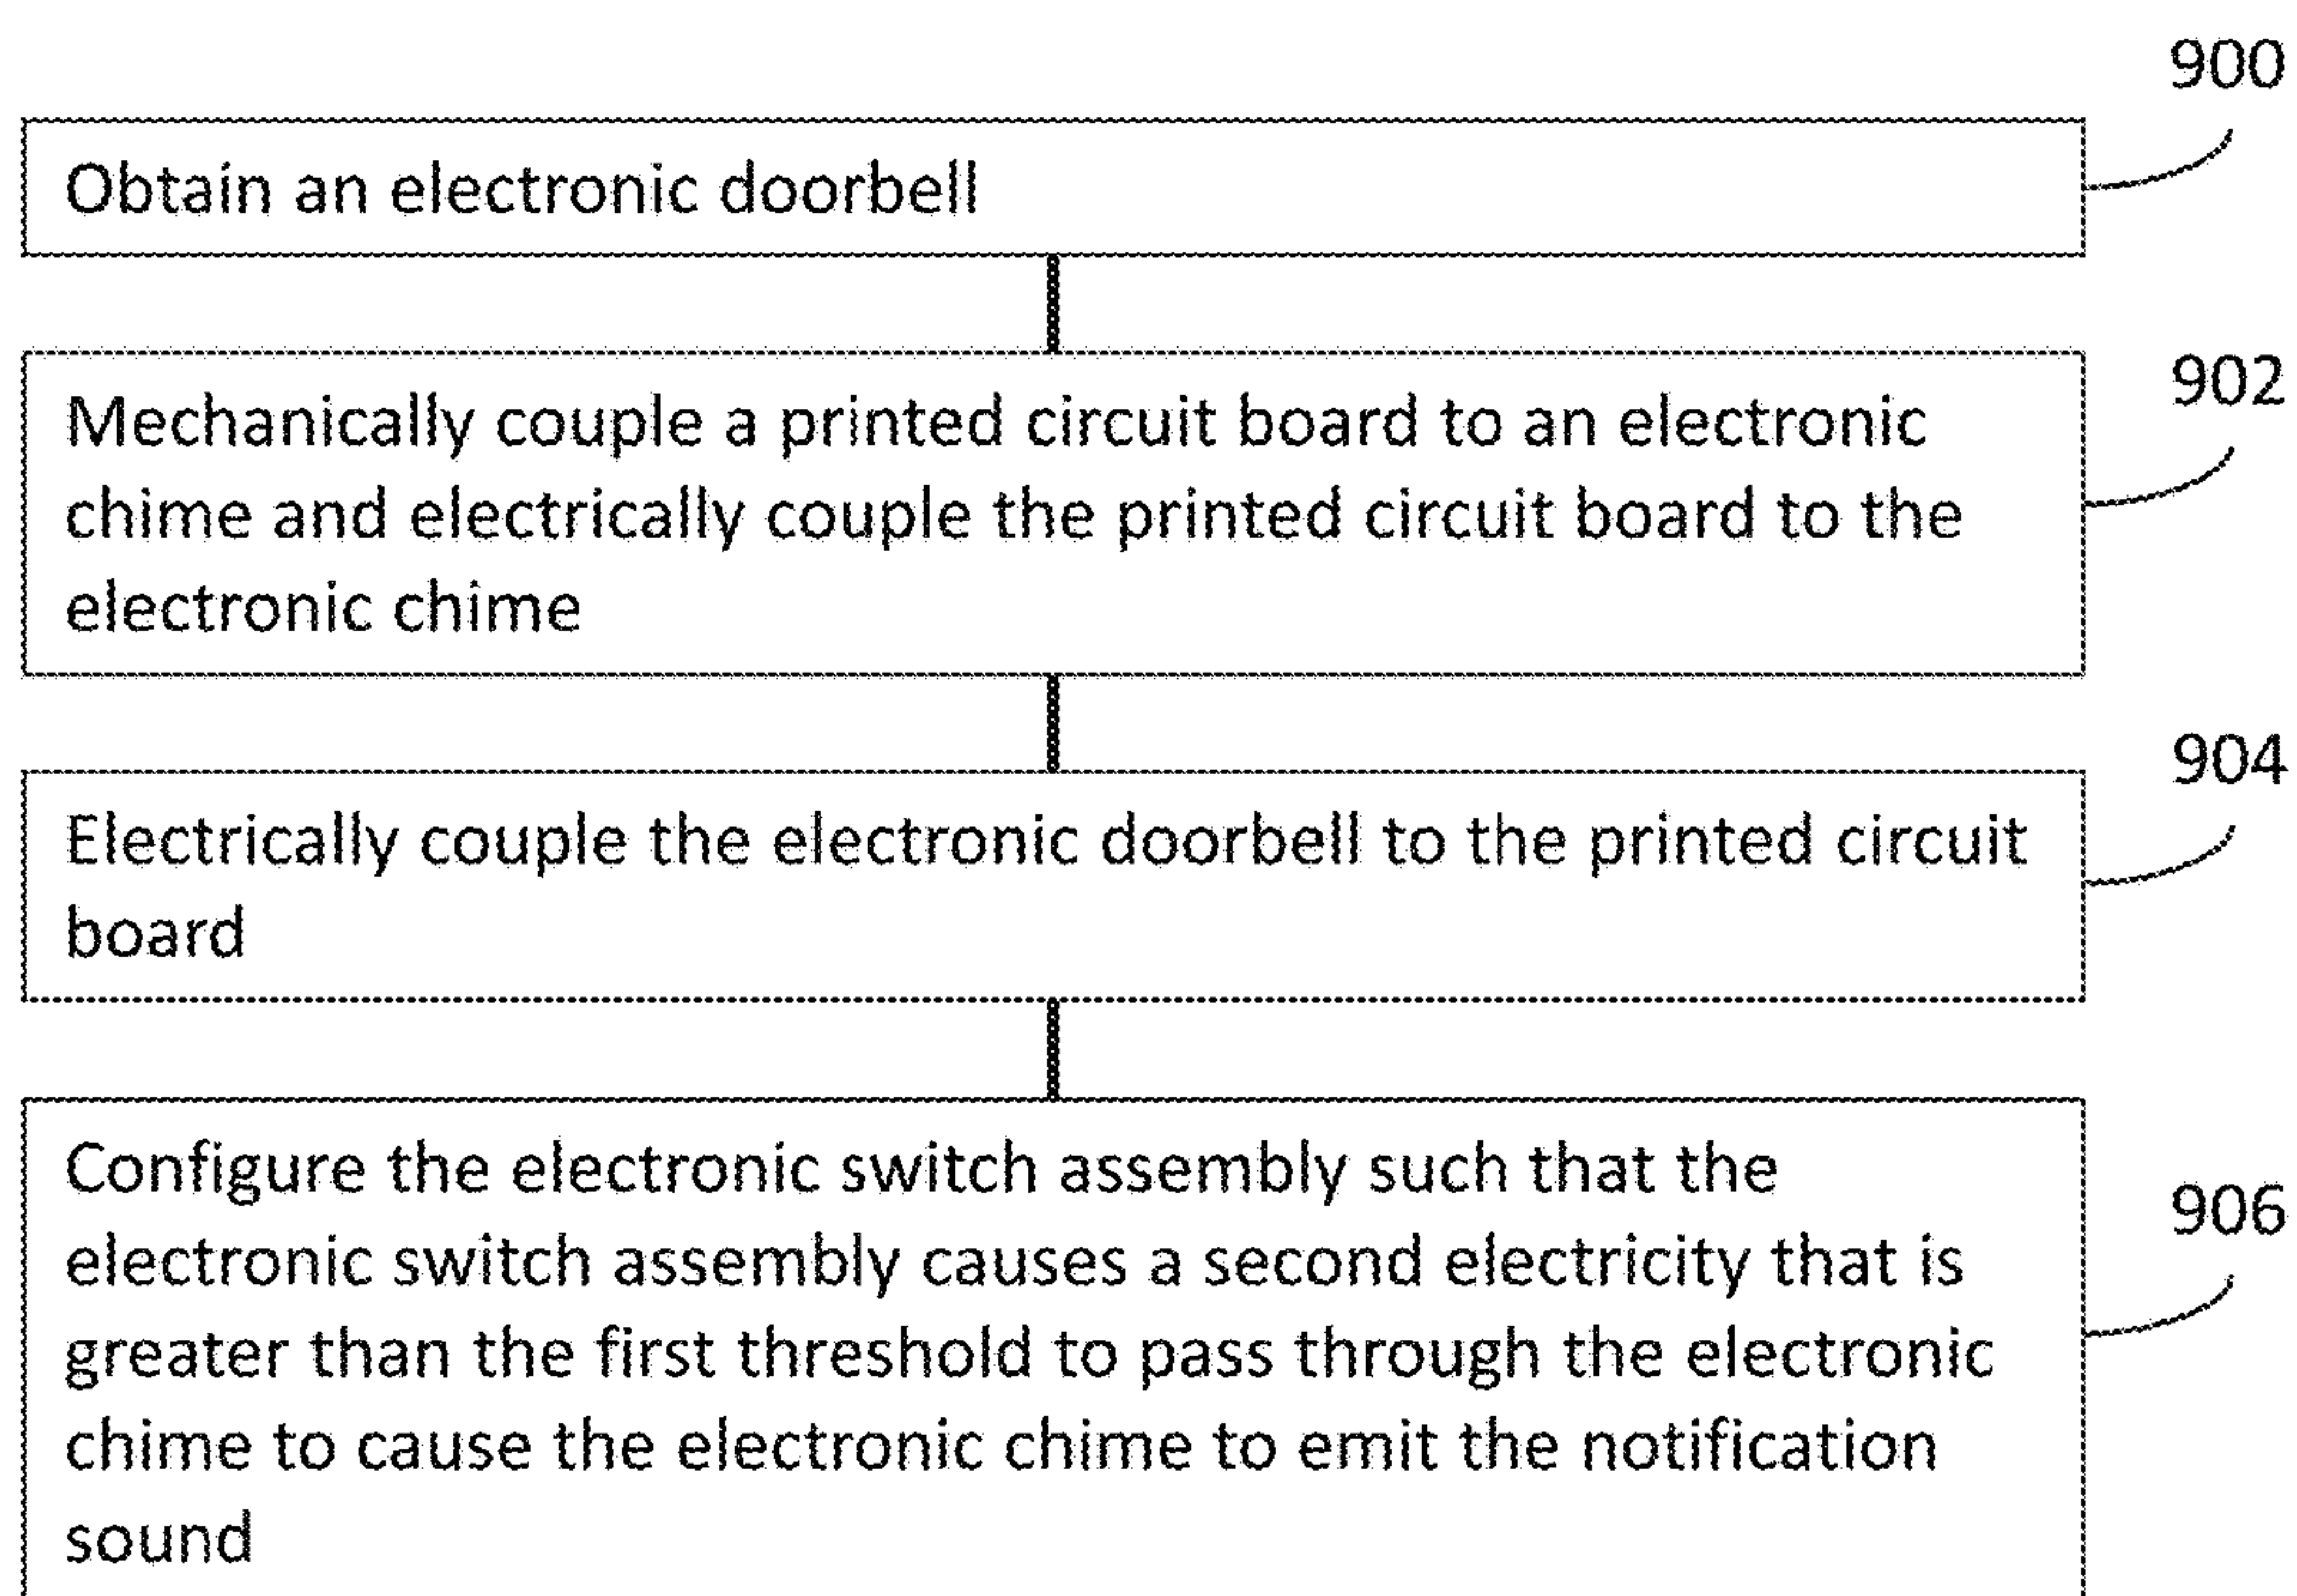 900
Obtain an electronic doorbell
902
Mechanically couple a printed circuit board to an electronic
chime and electrically couple the printed circuit board to the
electronic chime
904
Electrically couple the electronic doorbell to the printed circuit
board
Configure the electronic switch assembly such that the
906
electronic switch assembly causes a second electricity that is
greater than the first threshold to pass through the electronic
chime to cause the electronic chime to emit the notification
sound